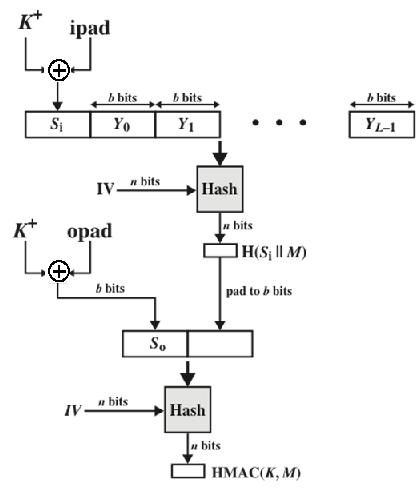 K⁺ ipad
b bits b bits b bits
Sᵢ Y₀ Y₁ • • • Y_L–1
n bits
IV Hash
n bits
K⁺ opad
H(Sᵢ || M)
b bits pad to b bits
Sₒ
n bits
IV Hash
n bits
HMAC(K, M)